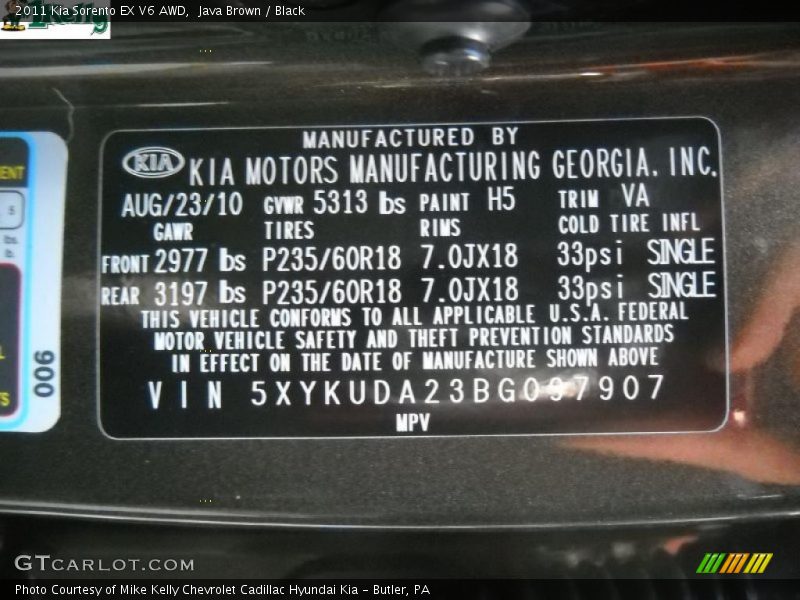 2011 Kia Sorento EX V6 AWD, Java Brown / Black
MANUFACTURED BY
KIA KIA MOTORS MANUFACTURING GEORGIA. INC.
AUG/23/10 GVWR 5313 lbs PAINT H5 TRIM VA
GAWR TIRES RIMS COLD TIRE INFL
FRONT 2977 lbs P235/60R18 7.0JX18 33psi SINGLE
REAR 3197 lbs P235/60R18 7.0JX18 33psi SINGLE
THIS VEHICLE CONFORMS TO ALL APPLICABLE U.S.A. FEDERAL
MOTOR VEHICLE SAFETY AND THEFT PREVENTION STANDARDS
IN EFFECT ON THE DATE OF MANUFACTURE SHOWN ABOVE
VIN 5XYKUDA23BG097907
MPV
006
GTCARLOT.COM
Photo Courtesy of Mike Kelly Chevrolet Cadillac Hyundai Kia - Butler, PA